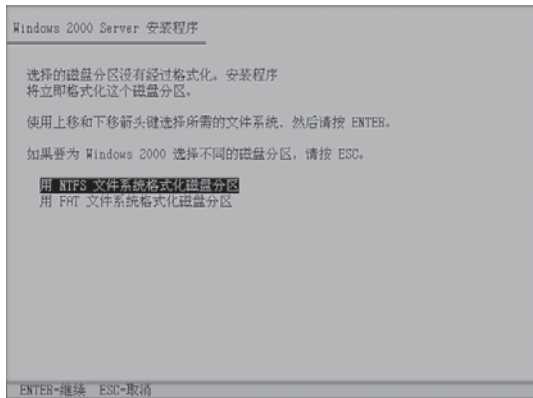 Windows 2000 Server 安装程序
选择的磁盘分区没有经过格式化。安装程序
将立即格式化这个磁盘分区。
使用上移和下移箭头键选择所需的文件系统，然后请按 ENTER。
如果要为 Windows 2000 选择不同的磁盘分区，请按 ESC。
用 NTFS 文件系统格式化磁盘分区
用 FAT 文件系统格式化磁盘分区
ENTER=继续 ESC=取消